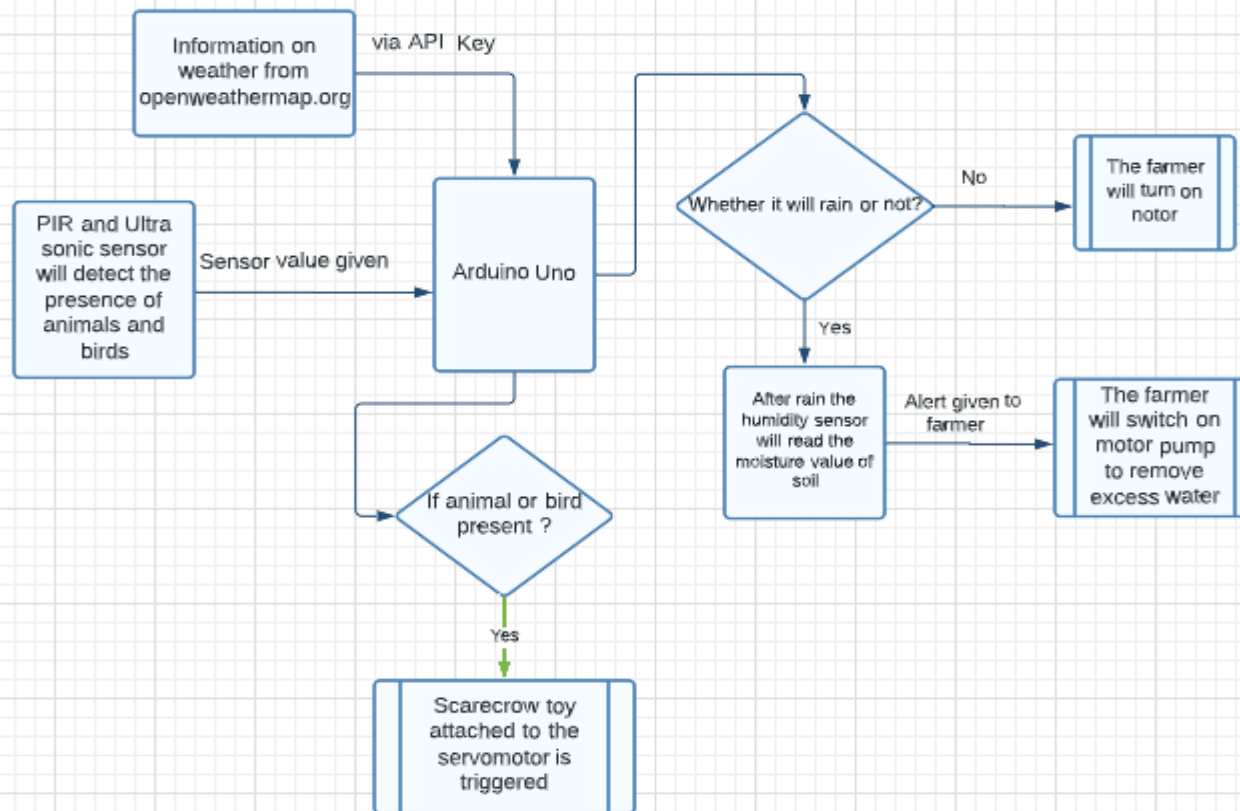 Information on
weather from
openweathermap.org
via API Key
PIR and Ultra
sonic sensor
will detect the
presence of
animals and
birds
Sensor value given
Arduino Uno
Whether it will rain or not?
No
The farmer
will turn on
notor
Yes
After rain the
humidity sensor
will read the
moisture value of
soil
Alert given to
farmer
The farmer
will switch on
motor pump
to remove
excess water
If animal or bird
present ?
Yes
Scarecrow toy
attached to the
servomotor is
triggered